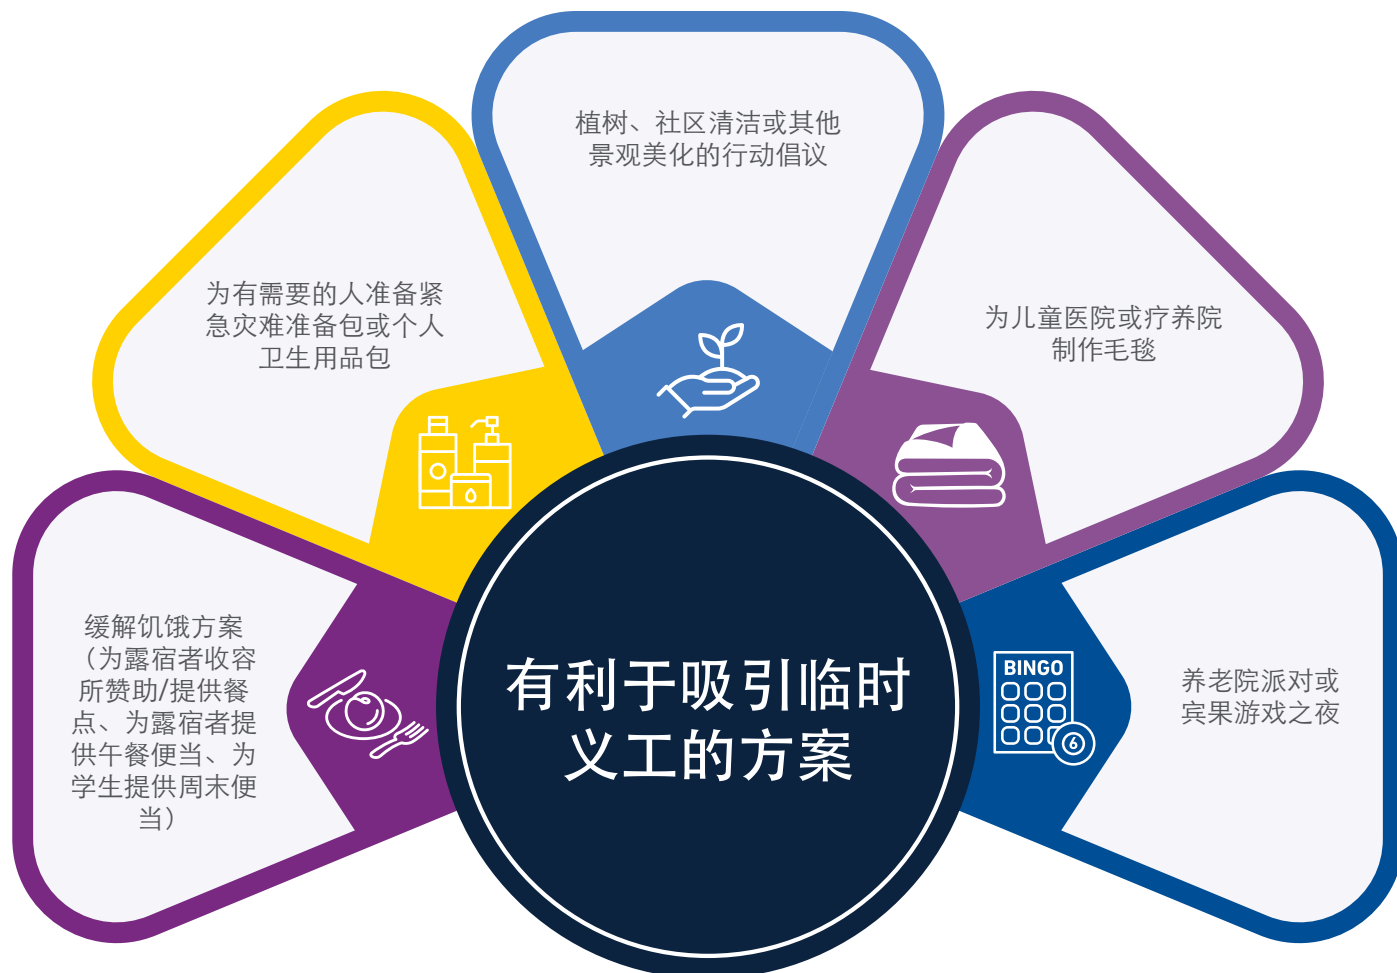 植树、社区清洁或其他
景观美化的行动倡议
为有需要的人准备紧
急灾难准备包或个人
卫生用品包
为儿童医院或疗养院
制作毛毯
缓解饥饿方案
（为露宿者收容
所赞助/提供餐
点、为露宿者提
供午餐便当、为
学生提供周末便
当）
有利于吸引临时
义工的方案
BINGO
6
养老院派对或
宾果游戏之夜